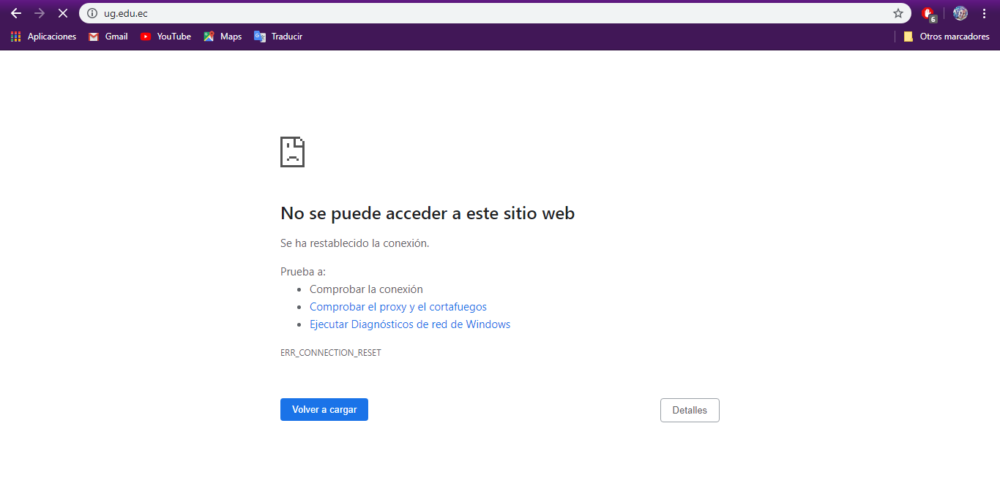 ug.edu.ec
6
Aplicaciones Gmail YouTube Maps Traducir Otros marcadores
No se puede acceder a este sitio web
Se ha restablecido la conexión.
Prueba a:
Comprobar la conexión
Comprobar el proxy y el cortafuegos
Ejecutar Diagnósticos de red de Windows
ERR_CONNECTION_RESET
Volver a cargar Detalles